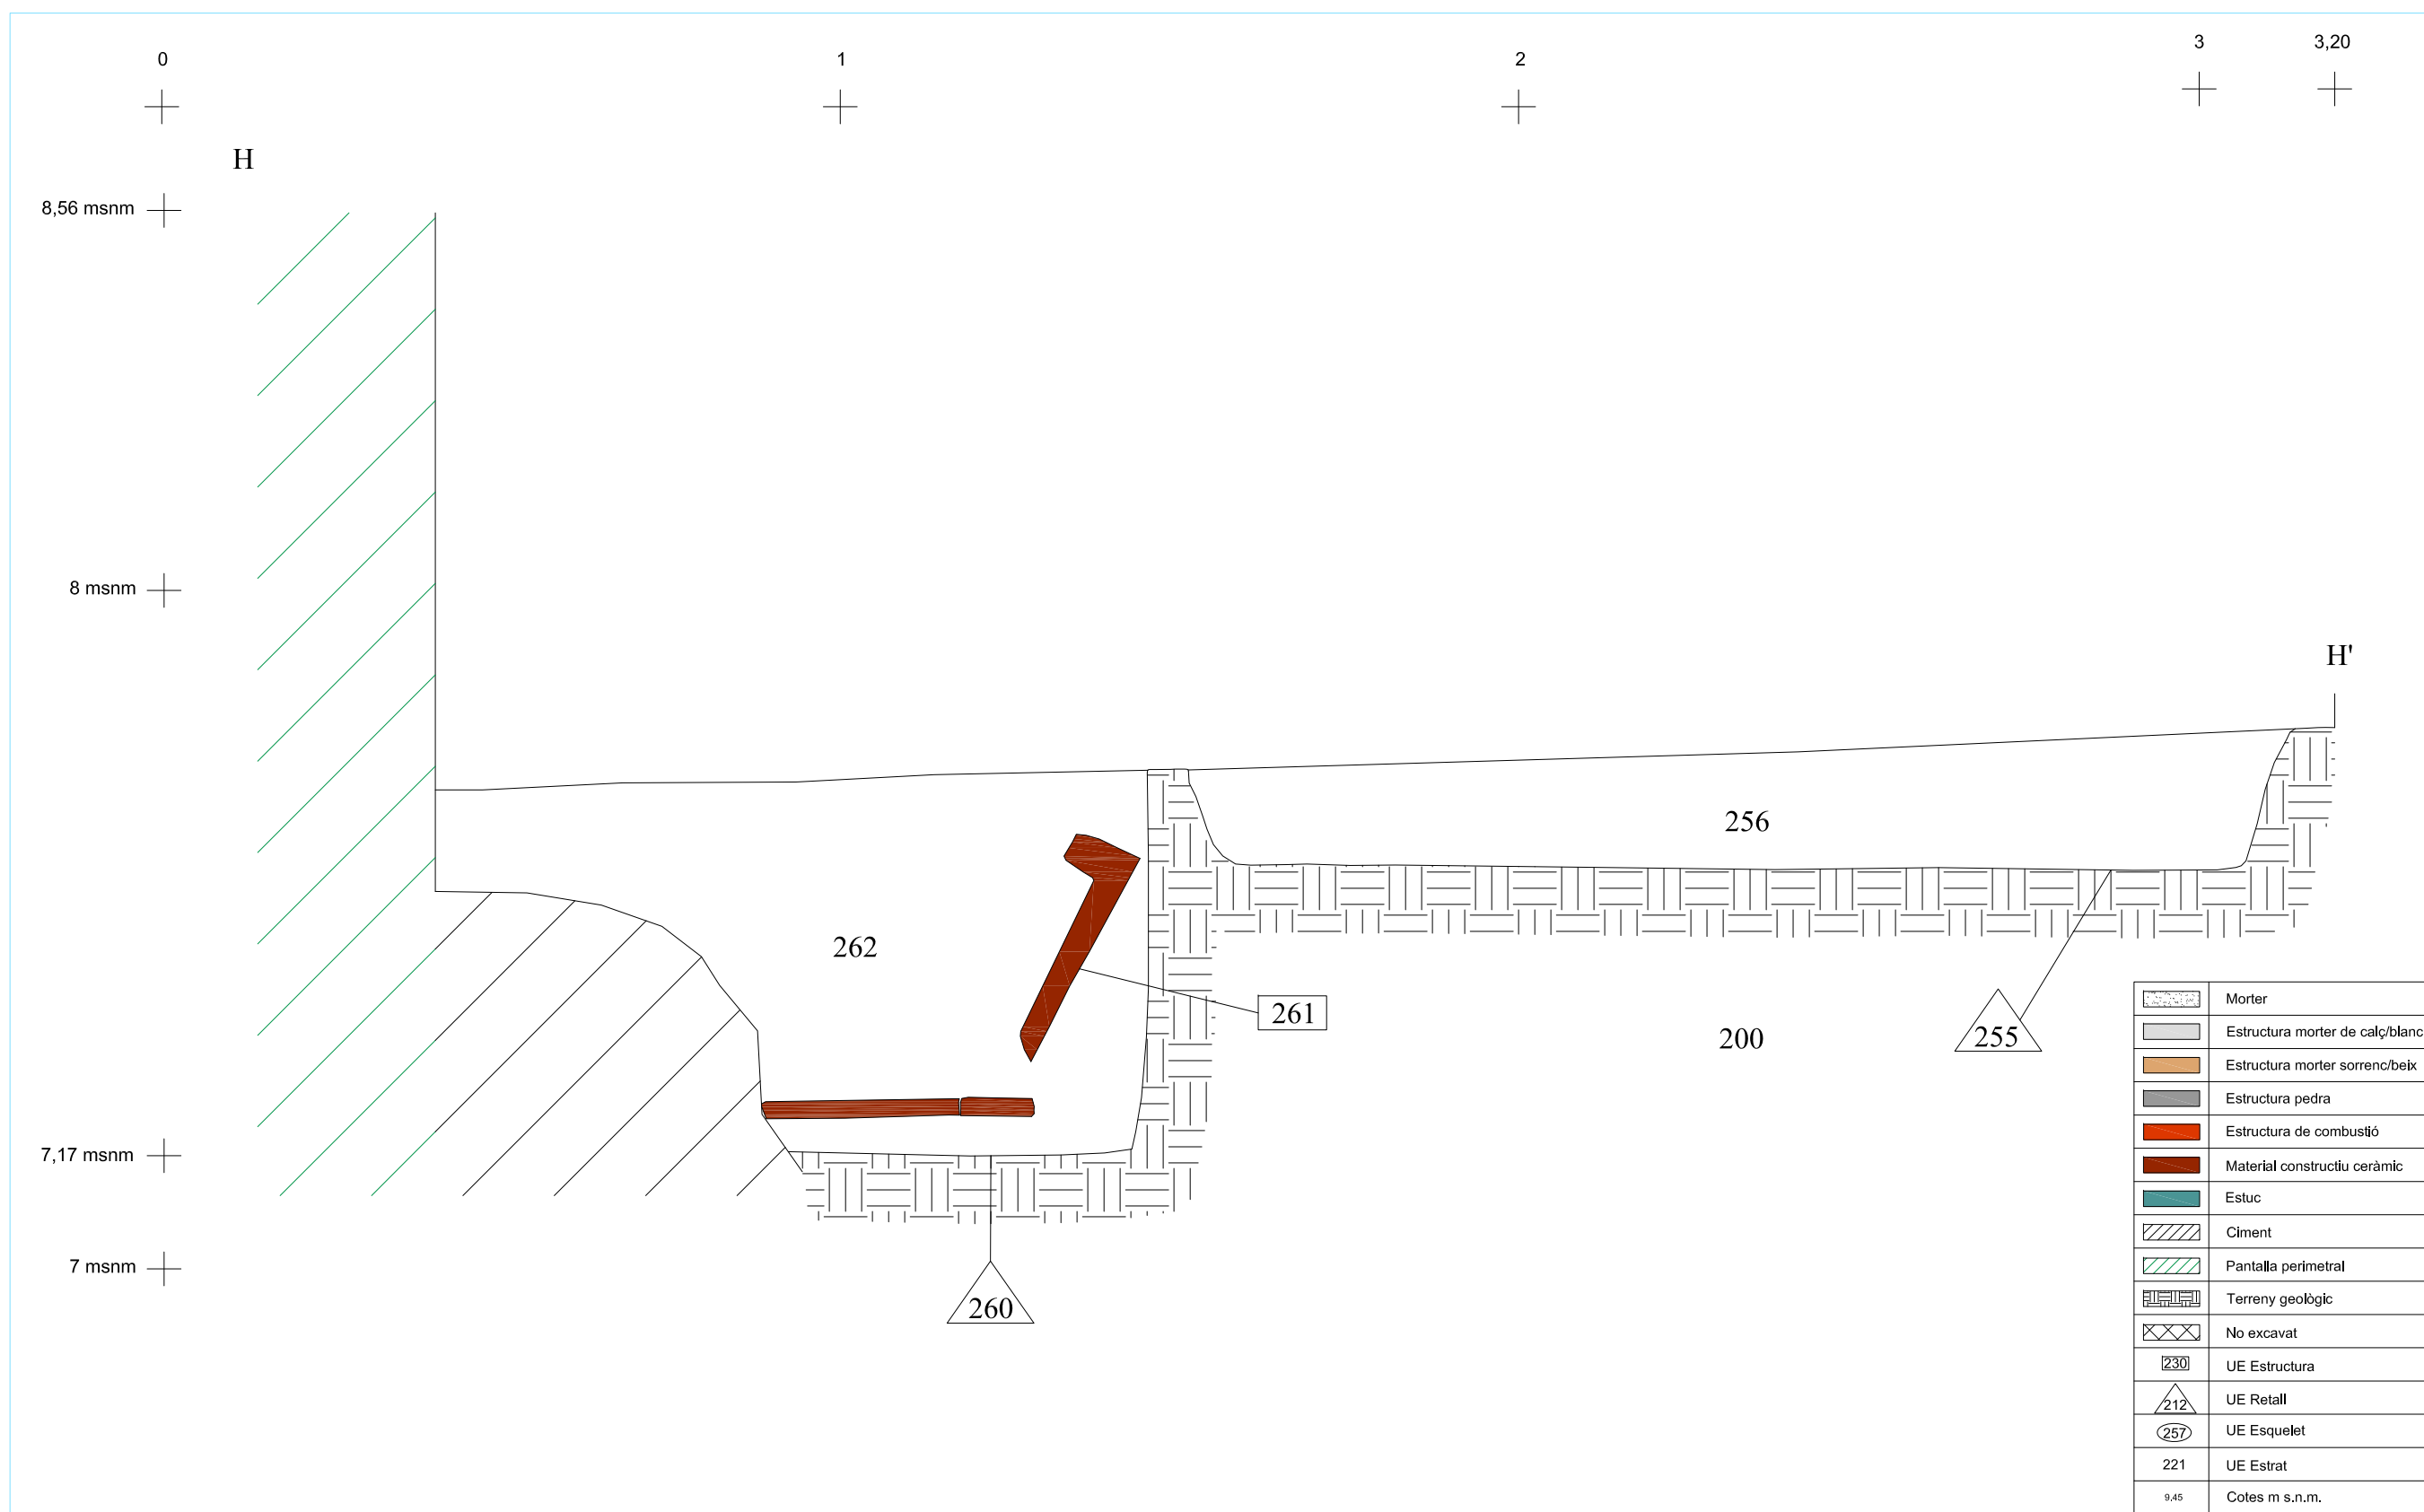 0 1 2 3 3,20
H
8,56 msnm
8 msnm
H'
256
262
261
200
255
7,17 msnm
7 msnm
260
Morter
Estructura morter de calç/blanc
Estructura morter sorrenc/beix
Estructura pedra
Estructura de combustió
Material constructiu ceràmic
Estuc
Ciment
Pantalla perimetral
Terreny geològic
No excavat
230 UE Estructura
212 UE Retall
257 UE Esquelet
221 UE Estrat
9,45 Cotes m s.n.m.